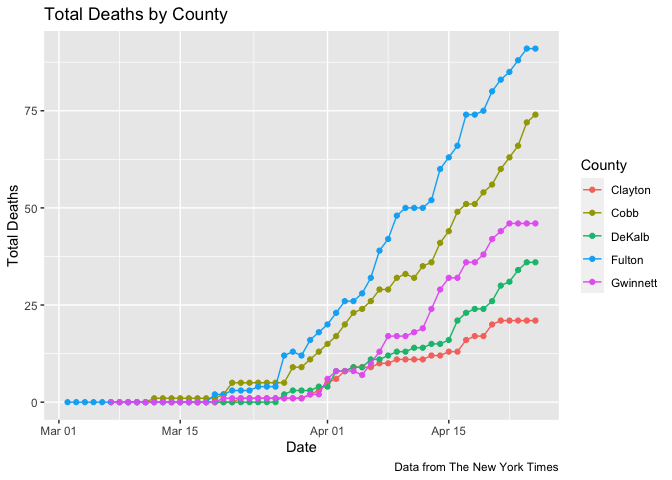 Total Deaths by County
Total Deaths
75
50
25
0
Mar 01
Mar 15
Apr 01
Apr 15
Date
County
Clayton
Cobb
DeKalb
Fulton
Gwinnett
Data from The New York Times